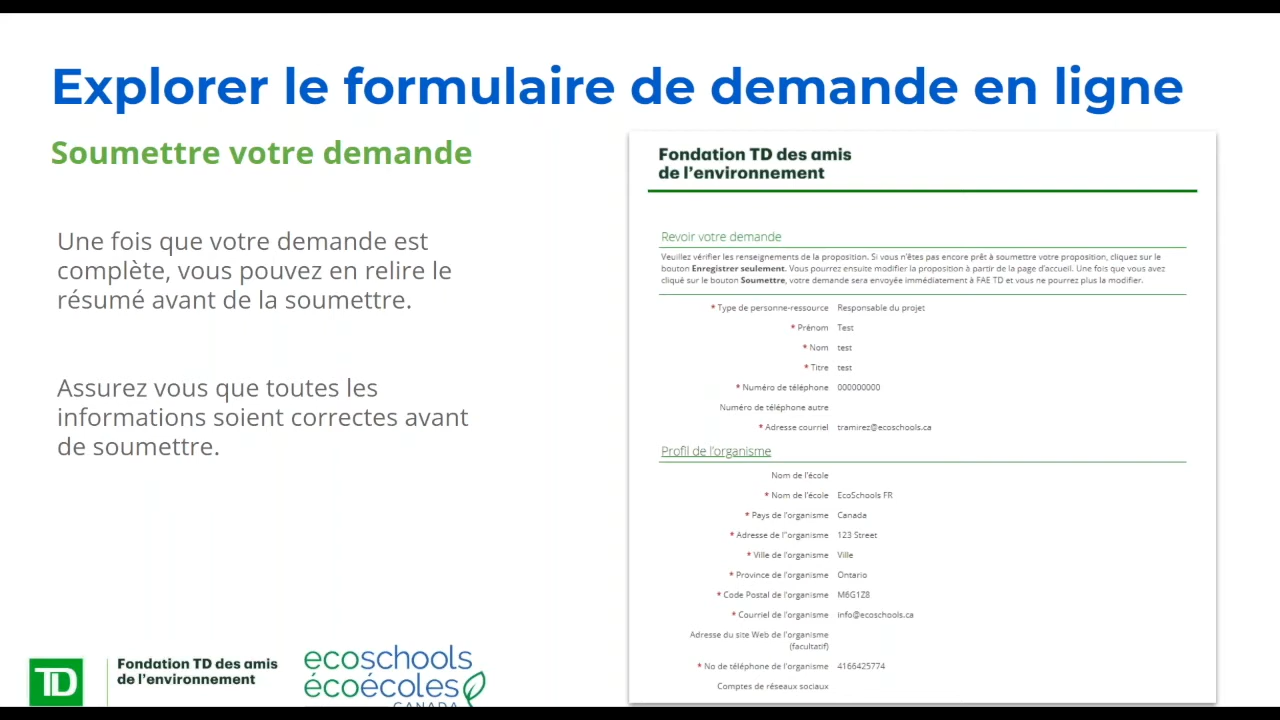 Explorer le formulaire de demande en ligne
Soumettre votre demande
Une fois que votre demande est
complète, vous pouvez en relire le
résumé avant de la soumettre.
Assurez vous que toutes les
informations soient correctes avant
de soumettre.
Fondation TD des amis
de l'environnement
Revoir votre demande
Veuillez vérifier les renseignements de la proposition. Si vous n'êtes pas encore prêt à soumettre votre proposition, cliquez sur le
bouton Enregistrer seulement. Vous pourrez ensuite modifier la proposition à partir de la page d'accueil. Une fois que vous avez
cliqué sur le bouton Soumettre, votre demande sera envoyée immédiatement à FAE TD et vous ne pourrez plus la modifier.
* Type de personne-ressource Responsable du projet
* Prénom Test
* Nom test
* Titre test
* Numéro de téléphone 000000000
Numéro de téléphone autre
* Adresse courriel tramirez@ecoschools.ca
Profil de l'organisme
Nom de l'école
* Nom de l'école EcoSchools FR
* Pays de l'organisme Canada
* Adresse de l''organisme 123 Street
* Ville de l'organisme Ville
* Province de l'organisme Ontario
* Code Postal de l'organisme M6G1Z8
* Courriel de l'organisme info@ecoschools.ca
Adresse du site Web de l'organisme
(facultatif)
* No de téléphone de l'organisme 4166425774
Comptes de réseaux sociaux
TD
Fondation TD des amis
de l'environnement
ecoschools
écoécoles
CANADA